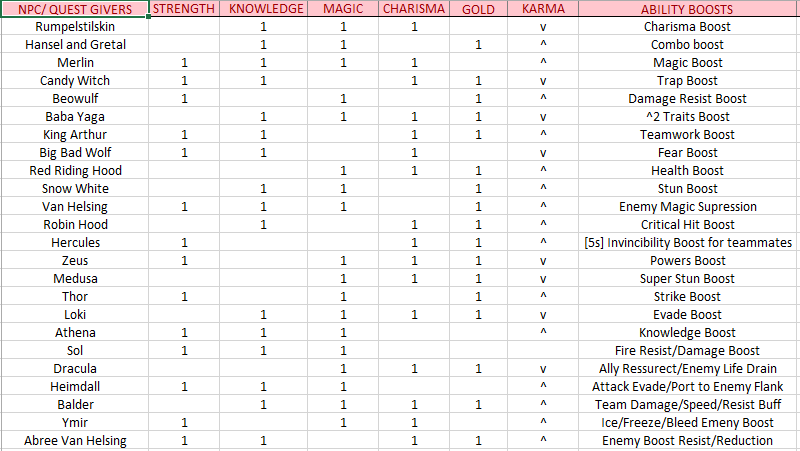 NPC/ QUEST GIVERS STRENGTH KNOWLEDGE MAGIC CHARISMA GOLD KARMA ABILITY BOOSTS
Rumpelstilskin 1 1 1 v Charisma Boost
Hansel and Gretal 1 1 1 ^ Combo boost
Merlin 1 1 1 1 ^ Magic Boost
Candy Witch 1 1 1 1 v Trap Boost
Beowulf 1 1 1 ^ Damage Resist Boost
Baba Yaga 1 1 1 1 v ^2 Traits Boost
King Arthur 1 1 1 1 ^ Teamwork Boost
Big Bad Wolf 1 1 1 v Fear Boost
Red Riding Hood 1 1 1 ^ Health Boost
Snow White 1 1 1 ^ Stun Boost
Van Helsing 1 1 1 1 ^ Enemy Magic Supression
Robin Hood 1 1 1 ^ Critical Hit Boost
Hercules 1 1 1 ^ [5s] Invincibility Boost for teammates
Zeus 1 1 1 1 v Powers Boost
Medusa 1 1 1 v Super Stun Boost
Thor 1 1 1 ^ Strike Boost
Loki 1 1 1 1 v Evade Boost
Athena 1 1 1 ^ Knowledge Boost
Sol 1 1 1 Fire Resist/Damage Boost
Dracula 1 1 1 v Ally Ressurect/Enemy Life Drain
Heimdall 1 1 1 ^ Attack Evade/Port to Enemy Flank
Balder 1 1 1 1 ^ Team Damage/Speed/Resist Buff
Ymir 1 1 1 ^ Ice/Freeze/Bleed Emeny Boost
Abree Van Helsing 1 1 1 1 ^ Enemy Boost Resist/Reduction